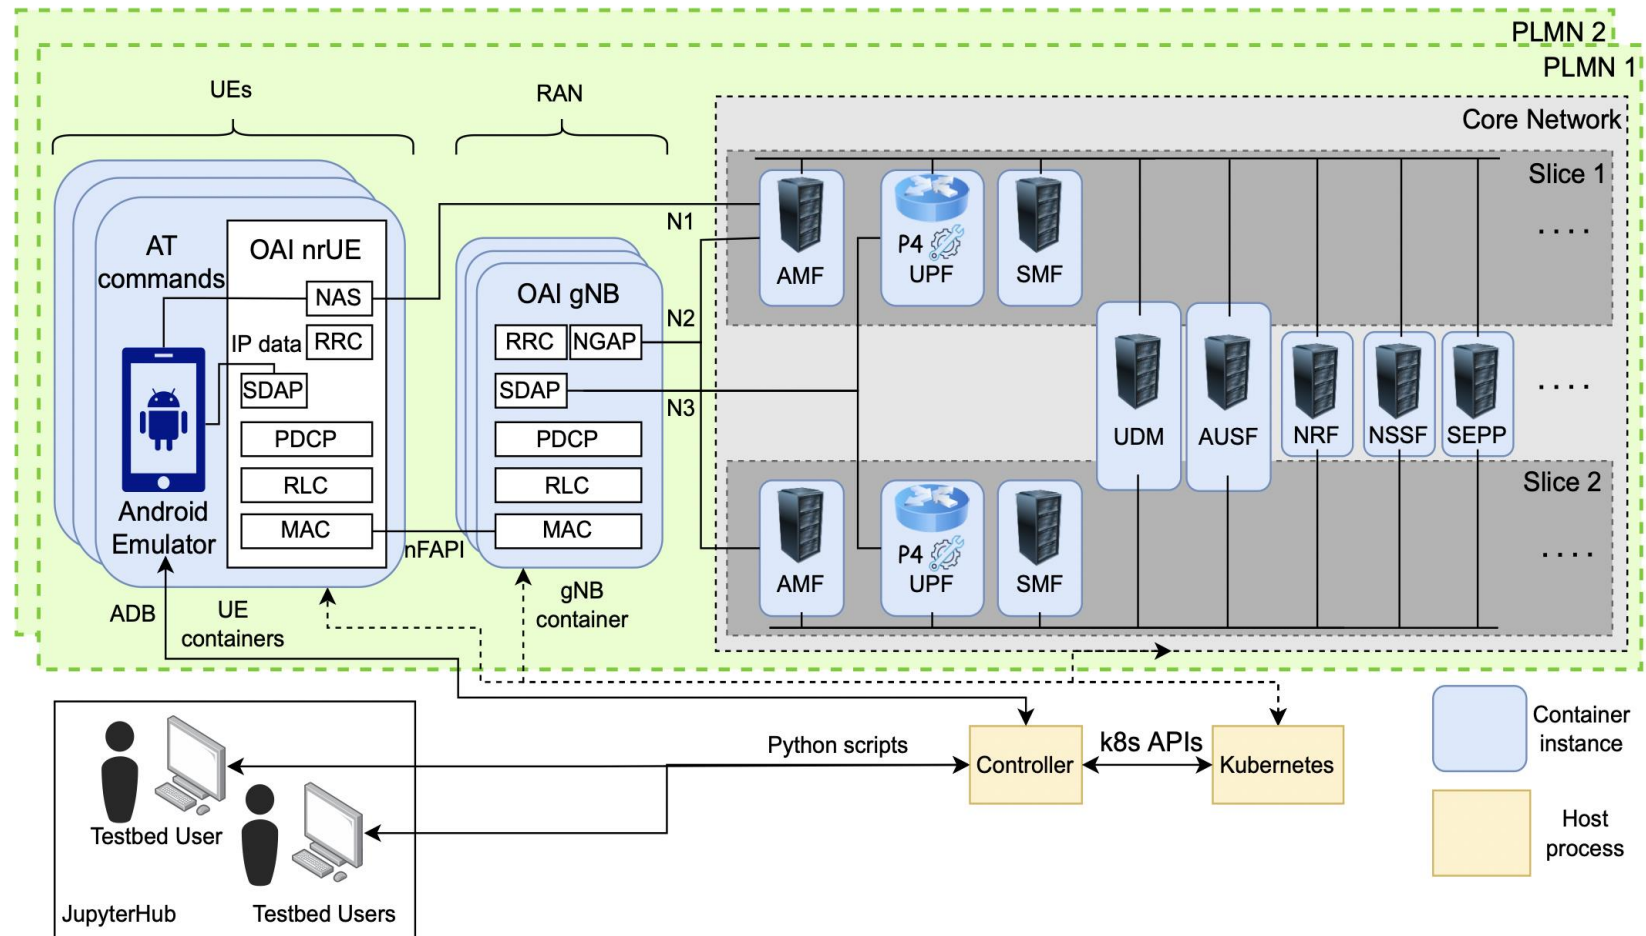 PLMN 2
PLMN 1
UEs
RAN
Core Network
Slice 1
AT
commands
OAI nrUE
NAS
RRC
IP data
SDAP
PDCP
RLC
MAC
Android
Emulator
nFAPI
ADB
UE
containers
OAI gNB
RRC
NGAP
SDAP
PDCP
RLC
MAC
gNB
container
N1
N2
N3
AMF
P4
UPF
SMF
. . . .
UDM
AUSF
NRF
NSSF
SEPP
. . . .
Slice 2
AMF
P4
UPF
SMF
. . . .
Python scripts
Controller
k8s APIs
Kubernetes
Container
instance
Host
process
Testbed User
JupyterHub
Testbed Users